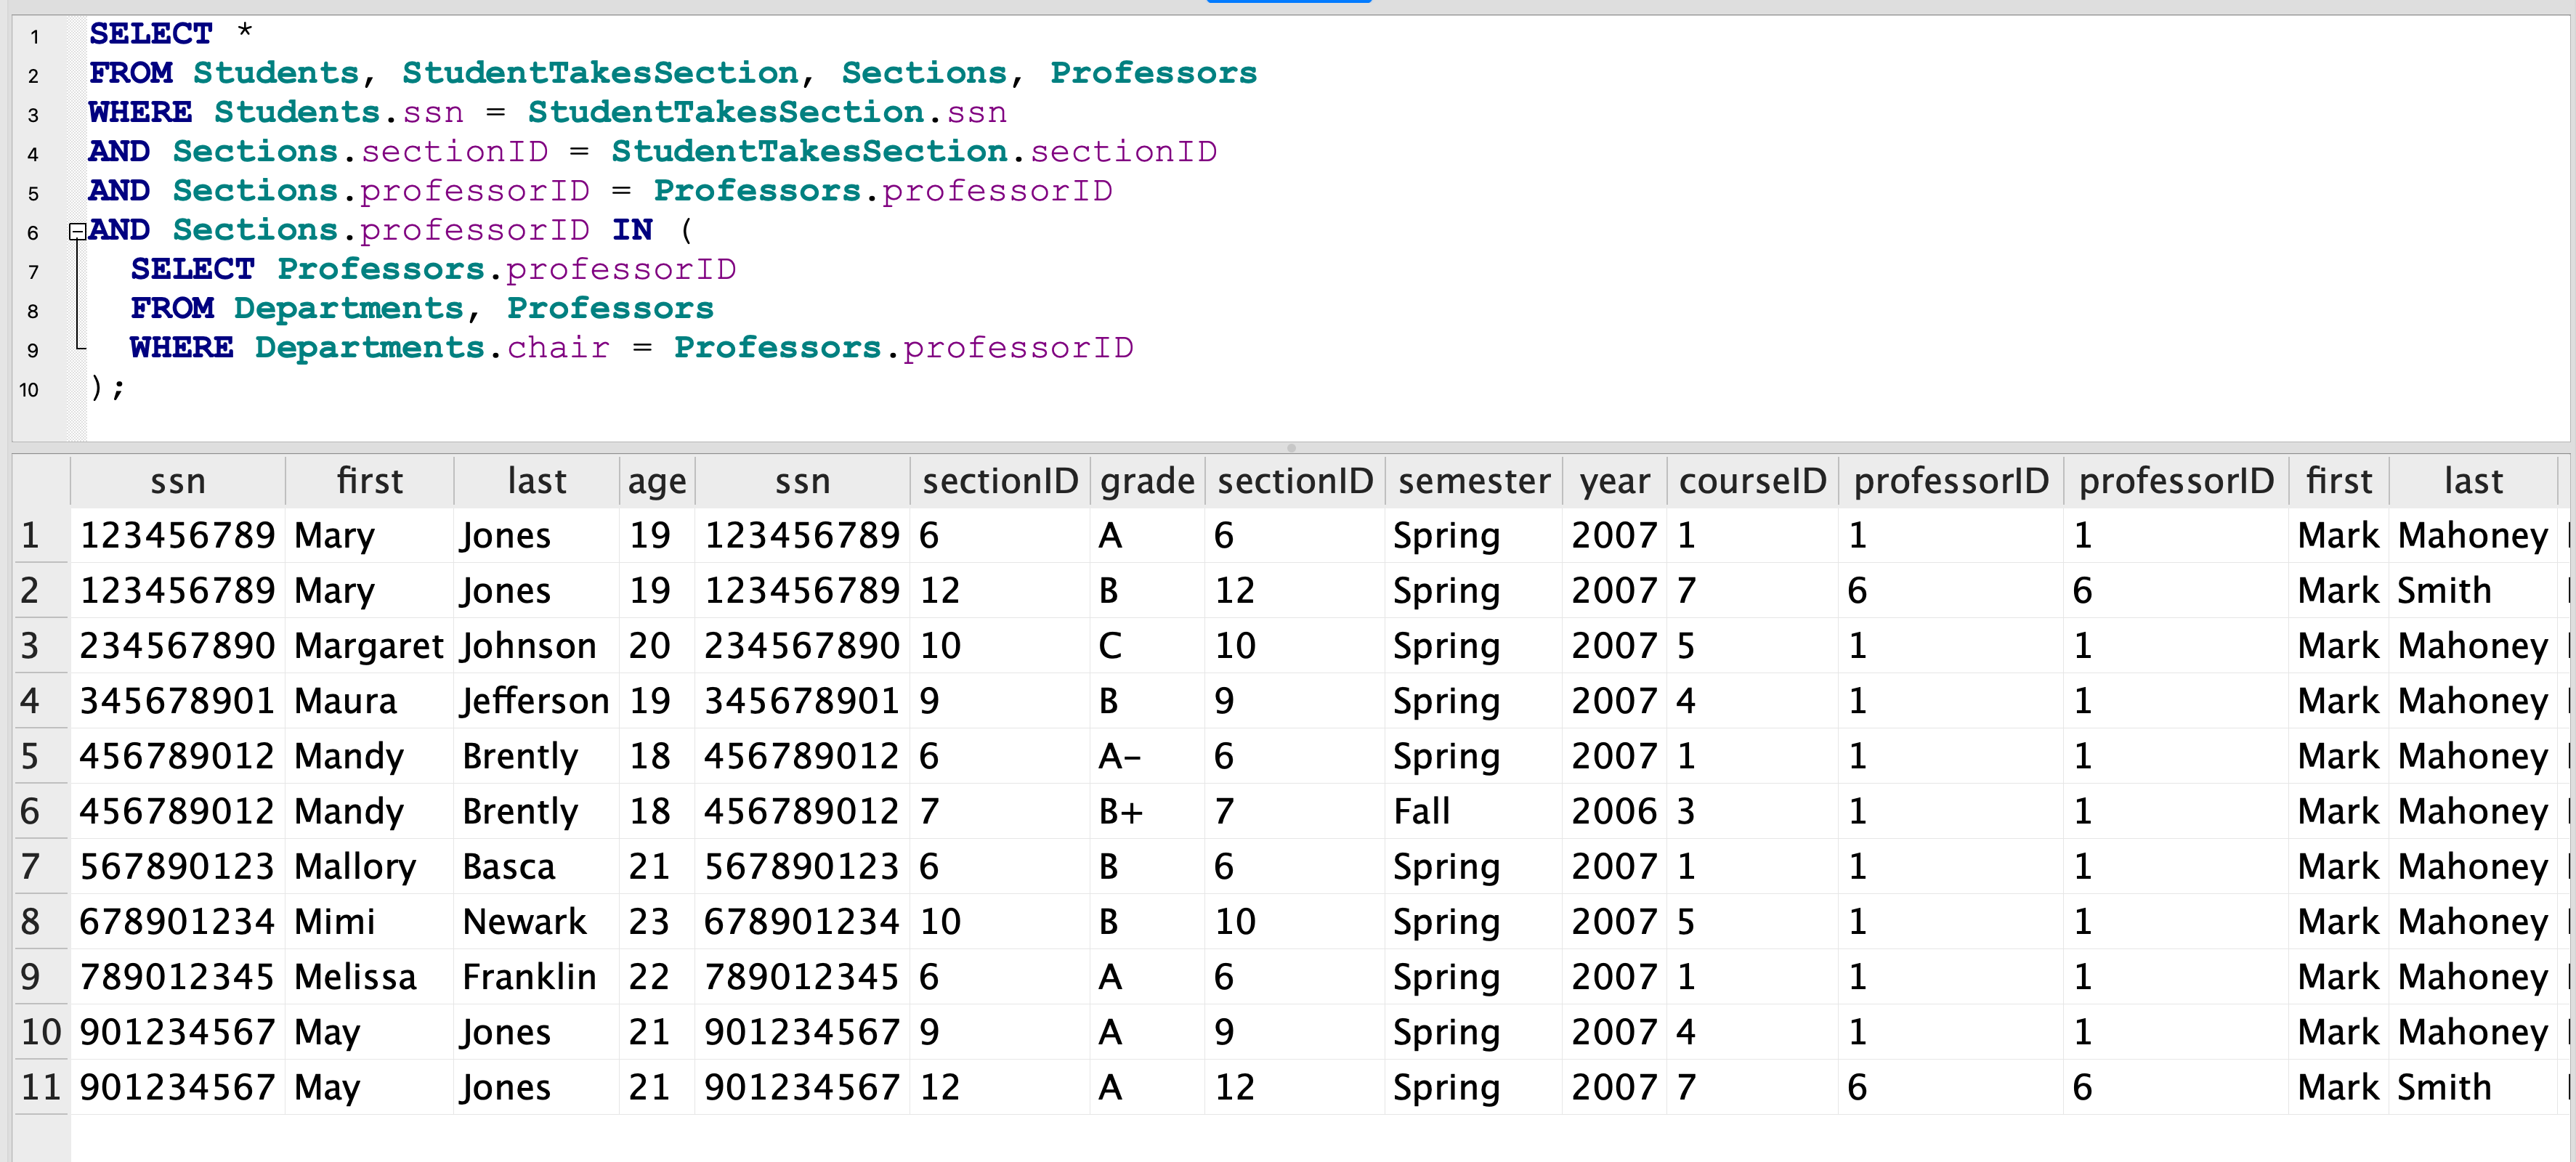 1 SELECT *
2 FROM Students, StudentTakesSection, Sections, Professors
3 WHERE Students.ssn = StudentTakesSection.ssn
4 AND Sections.sectionID = StudentTakesSection.sectionID
5 AND Sections.professorID = Professors.professorID
6 AND Sections.professorID IN (
7 SELECT Professors.professorID
8 FROM Departments, Professors
9 WHERE Departments.chair = Professors.professorID
10 );
ssn first last age ssn sectionID grade sectionID semester year courseID professorID professorID first last
1 123456789 Mary Jones 19 123456789 6 A 6 Spring 2007 1 1 1 Mark Mahoney
2 123456789 Mary Jones 19 123456789 12 B 12 Spring 2007 7 6 6 Mark Smith
3 234567890 Margaret Johnson 20 234567890 10 C 10 Spring 2007 5 1 1 Mark Mahoney
4 345678901 Maura Jefferson 19 345678901 9 B 9 Spring 2007 4 1 1 Mark Mahoney
5 456789012 Mandy Brently 18 456789012 6 A- 6 Spring 2007 1 1 1 Mark Mahoney
6 456789012 Mandy Brently 18 456789012 7 B+ 7 Fall 2006 3 1 1 Mark Mahoney
7 567890123 Mallory Basca 21 567890123 6 B 6 Spring 2007 1 1 1 Mark Mahoney
8 678901234 Mimi Newark 23 678901234 10 B 10 Spring 2007 5 1 1 Mark Mahoney
9 789012345 Melissa Franklin 22 789012345 6 A 6 Spring 2007 1 1 1 Mark Mahoney
10 901234567 May Jones 21 901234567 9 A 9 Spring 2007 4 1 1 Mark Mahoney
11 901234567 May Jones 21 901234567 12 A 12 Spring 2007 7 6 6 Mark Smith